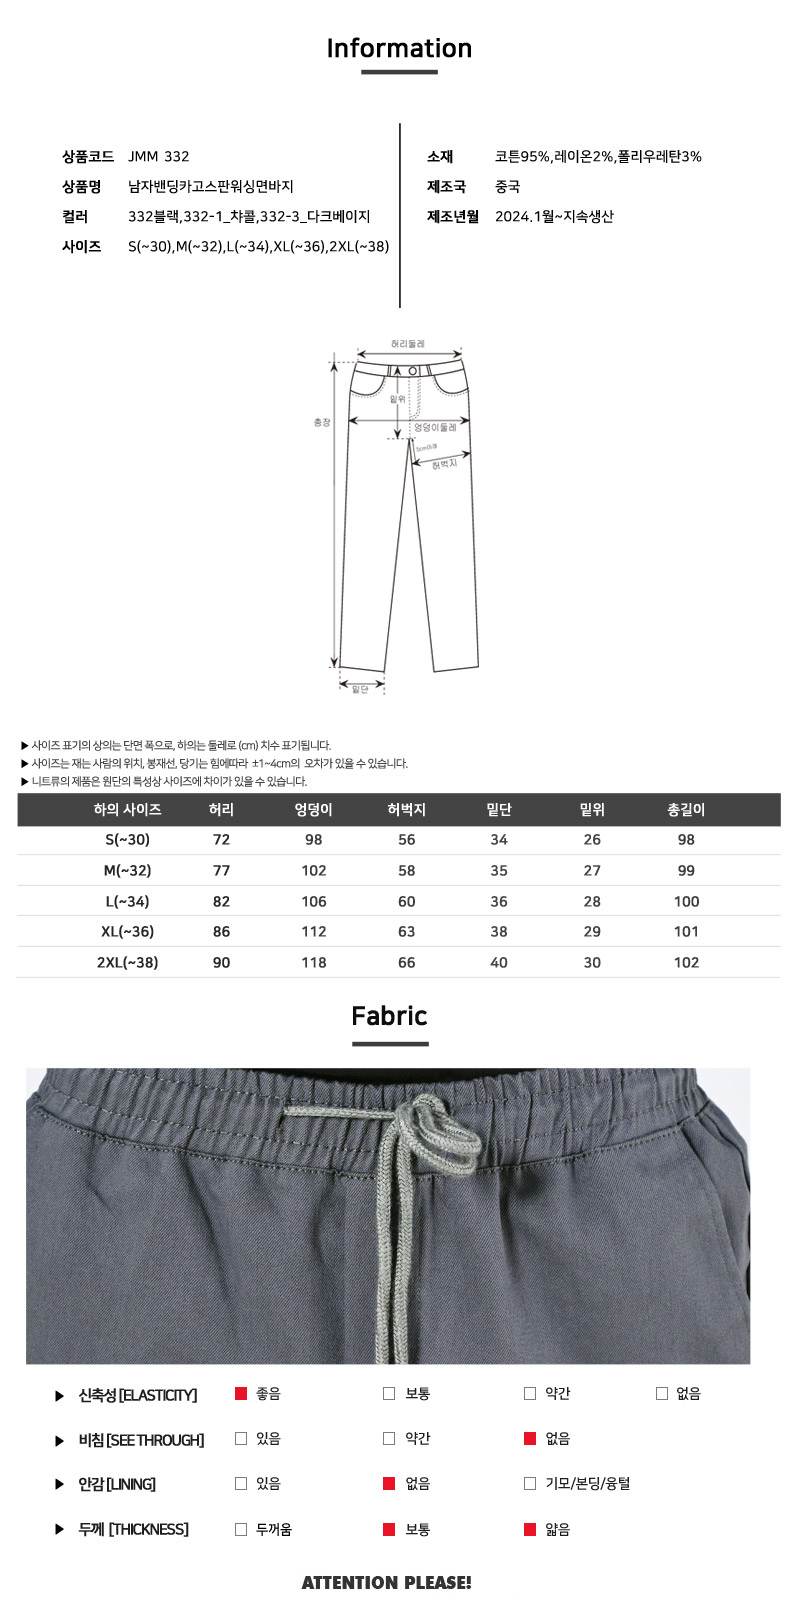 Information
상품코드 JMM 332
상품명 남자밴딩카고스판워싱면바지
컬러 332블랙,332-1_챠콜,332-3_다크베이지
사이즈 S(~30),M(~32),L(~34),XL(~36),2XL(~38)
소재 코튼95%,레이온2%,폴리우레탄3%
제조국 중국
제조년월 2024.1월~지속생산
허리둘레
밑위
총장
엉덩이둘레
허벅지
밑단
▶ 사이즈 표기의 상의는 단면 폭으로, 하의는 둘레로 (cm) 치수 표기됩니다.
▶ 사이즈는 재는 사람의 위치, 봉재선, 당기는 힘에따라 ±1~4cm의 오차가 있을 수 있습니다.
▶ 니트류의 제품은 원단의 특성상 사이즈에 차이가 있을 수 있습니다.
하의 사이즈 허리 엉덩이 허벅지 밑단 밑위 총길이
S(~30) 72 98 56 34 26 98
M(~32) 77 102 58 35 27 99
L(~34) 82 106 60 36 28 100
XL(~36) 86 112 63 38 29 101
2XL(~38) 90 118 66 40 30 102
Fabric
▶ 신축성 [ELASTICITY] ■ 좋음 □ 보통 □ 약간 □ 없음
▶ 비침 [SEE THROUGH] □ 있음 □ 약간 ■ 없음
▶ 안감 [LINING] □ 있음 ■ 없음 □ 기모/본딩/융털
▶ 두께 [THICKNESS] □ 두꺼움 ■ 보통 ■ 얇음
ATTENTION PLEASE!